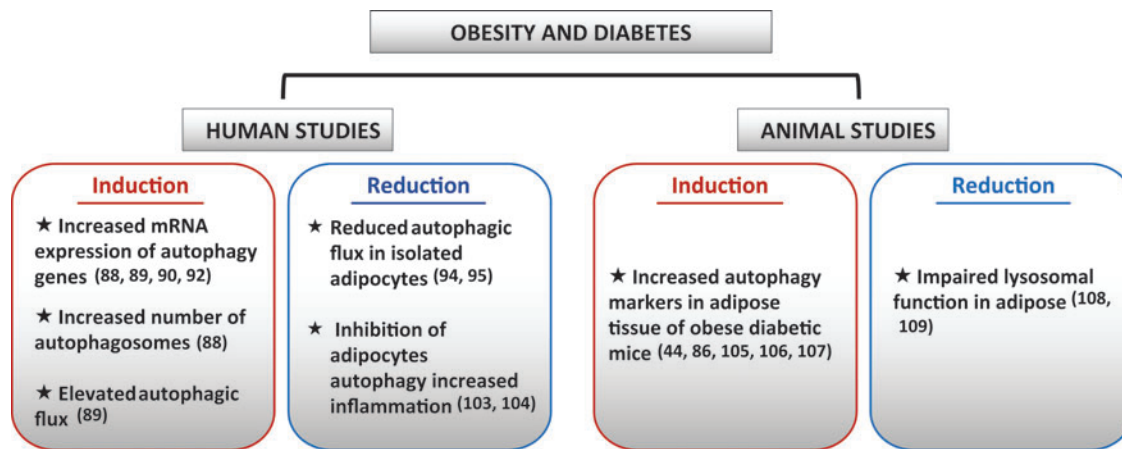 OBESITY AND DIABETES
HUMAN STUDIES
ANIMAL STUDIES
Induction
★ Increased mRNA
expression of autophagy
genes (88, 89, 90, 92)
★ Increased number of
autophagosomes (88)
★ Elevated autophagic
flux (89)
Reduction
★ Reduced autophagic
flux in isolated
adipocytes (94, 95)
★ Inhibition of
adipocytes
autophagy increased
inflammation (103, 104)
Induction
★ Increased autophagy
markers in adipose
tissue of obese diabetic
mice (44, 86, 105, 106, 107)
Reduction
★ Impaired lysosomal
function in adipose (108,
109)